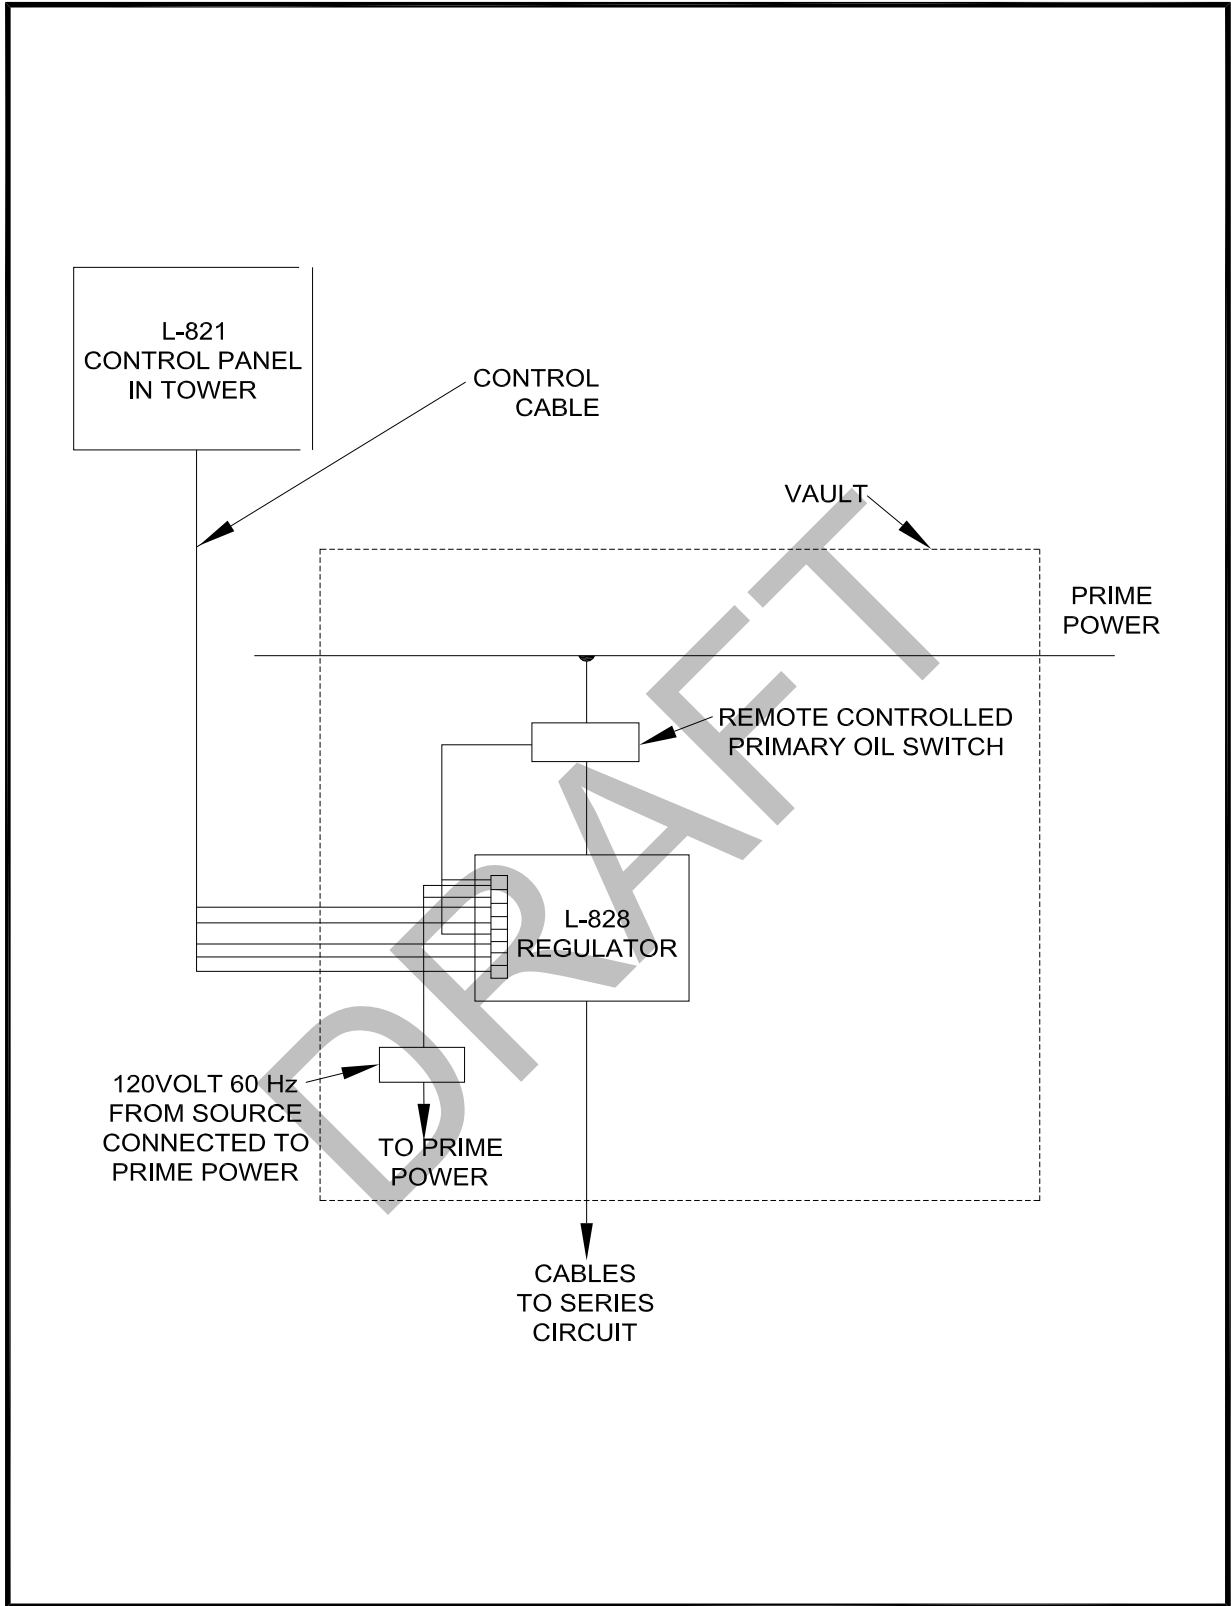 L-821
CONTROL PANEL
IN TOWER
CONTROL
CABLE
VAULT
PRIME
POWER
REMOTE CONTROLLED
PRIMARY OIL SWITCH
L-828
REGULATOR
120VOLT 60 Hz
FROM SOURCE
CONNECTED TO
PRIME POWER
TO PRIME
POWER
CABLES
TO SERIES
CIRCUIT
DRAFT